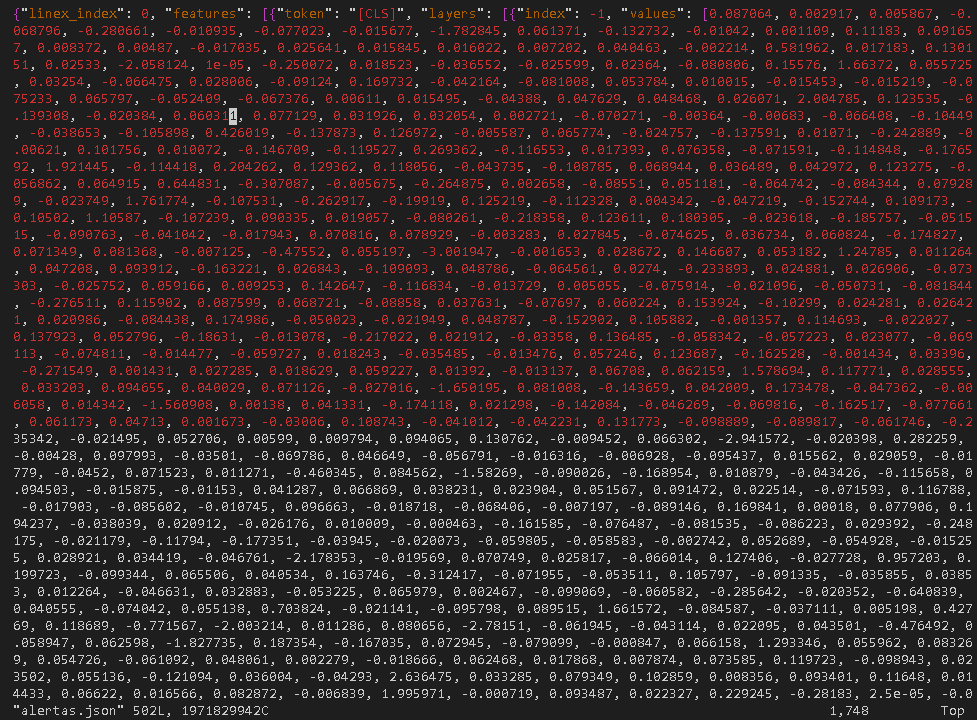 {"linex_index": 0, "features": [{"token": "[CLS]", "layers": [{"index": -1, "values": [0.087064, 0.002917, 0.005867, -0.
068796, -0.280661, -0.010935, -0.077023, -0.015677, -1.782845, 0.061371, -0.132732, -0.01042, 0.001109, 0.11183, 0.09165
7, 0.008372, 0.00487, -0.017035, 0.025641, 0.015845, 0.016022, 0.007202, 0.040463, -0.002214, 0.581962, 0.017183, 0.1301
51, 0.02533, -2.058124, 1e-05, -0.250072, 0.018523, -0.036552, -0.025599, 0.02364, -0.080806, 0.15576, 1.66372, 0.055725
, 0.03254, -0.066475, 0.028006, -0.09124, 0.169732, -0.042164, -0.081008, 0.053784, 0.010015, -0.015453, -0.015219, -0.
075233, 0.065797, -0.052409, -0.067376, 0.00611, 0.015495, -0.04388, 0.047629, 0.048468, 0.026071, 2.004785, 0.123535, -0
.139308, -0.020384, 0.060311, 0.077129, 0.031926, 0.032054, 0.002721, -0.070271, -0.00364, -0.00683, -0.066408, -0.10449
, -0.038653, -0.105898, 0.426019, -0.137873, 0.126972, -0.005587, 0.065774, -0.024757, -0.137591, 0.01071, -0.242889, -0
.00621, 0.101756, 0.010072, -0.146709, -0.119527, 0.269362, -0.116553, 0.017393, 0.076358, -0.071591, -0.114848, -0.1765
92, 1.921445, -0.114418, 0.204262, 0.129362, 0.118056, -0.043735, -0.108785, 0.068944, 0.036489, 0.042972, 0.123275, -0.
056862, 0.064915, 0.644831, -0.307087, -0.005675, -0.264875, 0.002658, -0.08551, 0.051181, -0.064742, -0.084344, 0.07928
9, -0.023749, 1.761774, -0.107531, -0.262917, -0.19919, 0.125219, -0.112328, 0.004342, -0.047219, -0.152744, 0.109173, -
0.10502, 1.10587, -0.107239, 0.090335, 0.019057, -0.080261, -0.218358, 0.123611, 0.180305, -0.023618, -0.185757, -0.0515
15, -0.090763, -0.041042, -0.017943, 0.070816, 0.078929, -0.003283, 0.027845, -0.074625, 0.036734, 0.060824, -0.174827,
0.071349, 0.081368, -0.007125, -0.47552, 0.055197, -3.001947, -0.001653, 0.028672, 0.146607, 0.053182, 1.24785, 0.011264
, 0.047208, 0.093912, -0.163221, 0.026843, -0.109093, 0.048786, -0.064561, 0.0274, -0.233893, 0.024881, 0.026906, -0.073
303, -0.025752, 0.059166, 0.009253, 0.142647, -0.116834, -0.013729, 0.005055, -0.075914, -0.021096, -0.050731, -0.081844
, -0.276511, 0.115902, 0.087599, 0.068721, -0.08858, 0.037631, -0.07697, 0.060224, 0.153924, -0.10299, 0.024281, 0.02642
1, 0.020986, -0.084438, 0.174986, -0.050023, -0.021949, 0.048787, -0.152902, 0.105882, -0.001357, 0.114693, -0.022027, -
0.137923, 0.052796, -0.18631, -0.013078, -0.217022, 0.021912, -0.03358, 0.136485, -0.058342, -0.057223, 0.023077, -0.069
113, -0.074811, -0.014477, -0.059727, 0.018243, -0.035485, -0.013476, 0.057246, 0.123687, -0.162528, -0.001434, 0.03396,
-0.271549, 0.001431, 0.027285, 0.018629, 0.059227, 0.01392, -0.013137, 0.06708, 0.062159, 1.578694, 0.117771, 0.028555,
0.033203, 0.094655, 0.040029, 0.071126, -0.027016, -1.650195, 0.081008, -0.143659, 0.042009, 0.173478, -0.047362, -0.00
6058, 0.014342, -1.560908, 0.00138, 0.041331, -0.174118, 0.021298, -0.142084, -0.046269, -0.069816, -0.162517, -0.077661
, 0.061173, 0.04713, 0.001673, -0.03006, 0.108743, -0.041012, -0.042231, 0.131773, -0.098889, -0.089817, -0.061746, -0.2
35342, -0.021495, 0.052706, 0.00599, 0.009794, 0.094065, 0.130762, -0.009452, 0.066302, -2.941572, -0.020398, 0.282259,
-0.00428, 0.097993, -0.03501, -0.069786, 0.046649, -0.056791, -0.016316, -0.006928, -0.095437, 0.015562, 0.029059, -0.01
779, -0.0452, 0.071523, 0.011271, -0.460345, 0.084562, -1.58269, -0.090026, -0.168954, 0.010879, -0.043426, -0.115658, 0
.094503, -0.015875, -0.01153, 0.041287, 0.066869, 0.038231, 0.023904, 0.051567, 0.091472, 0.022514, -0.071593, 0.116788,
-0.017903, -0.085602, -0.010745, 0.096663, -0.018718, -0.068406, -0.007197, -0.089146, 0.169841, 0.00018, 0.077906, 0.1
94237, -0.038039, 0.020912, -0.026176, 0.010009, -0.000463, -0.161585, -0.076487, -0.081535, -0.086223, 0.029392, -0.248
175, -0.021179, -0.11794, -0.177351, -0.03945, -0.020073, -0.059805, -0.058583, -0.002742, 0.052689, -0.054928, -0.01525
5, 0.028921, 0.034419, -0.046761, -2.178353, -0.019569, 0.070749, 0.025817, -0.066014, 0.127406, -0.027728, 0.957203, 0.
199723, -0.099344, 0.065506, 0.040534, 0.163746, -0.312417, -0.071955, -0.053511, 0.105797, -0.091335, -0.035855, 0.0385
3, 0.012264, -0.046631, 0.032883, -0.053225, 0.065979, 0.002467, -0.099069, -0.060582, -0.285642, -0.020352, -0.640839,
0.040555, -0.074042, 0.055138, 0.703824, -0.021141, -0.095798, 0.089515, 1.661572, -0.084587, -0.037111, 0.005198, 0.427
69, 0.118689, -0.771567, -2.003214, 0.011286, 0.080656, -2.78151, -0.061945, -0.043114, 0.022095, 0.043501, -0.476492, 0
.058947, 0.062598, -1.827735, 0.187354, -0.167035, 0.072945, -0.079099, -0.000847, 0.066158, 1.293346, 0.055962, 0.08326
9, 0.054726, -0.061092, 0.048061, 0.002279, -0.018666, 0.062468, 0.017868, 0.007874, 0.073585, 0.119723, -0.098943, 0.0
23502, 0.055136, -0.121094, 0.036004, -0.04293, 2.636475, 0.033285, 0.079349, 0.102859, 0.008356, 0.093401, 0.11648, 0.01
4433, 0.06622, 0.016566, 0.082872, -0.006839, 1.995971, -0.000719, 0.093487, 0.022327, 0.229245, -0.28183, 2.5e-05, -0.0
"alertas.json" 502L, 1971829942C 1,748 Top